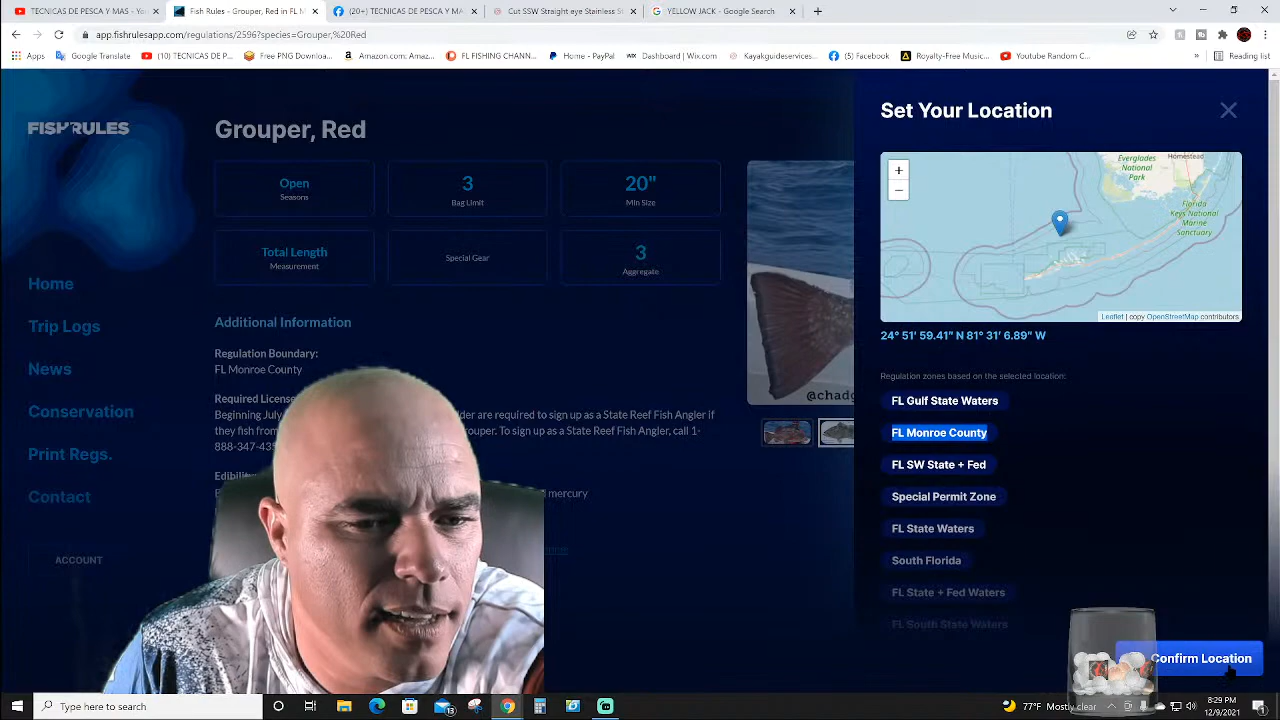 TECNICAS DE PESCA Y MAS - Yo
Fish Rules - Grouper, Red in FL M
(20+) TECNICAS DE PESCA Y MA
Cut SSW Straight eye Stainless St
YELLOW JACK - Google Search
app.fishrulesapp.com/regulations/2596?species=Grouper,%20Red
Apps
Google Translate
TECNICAS DE P...
Free PNG Downloa...
Amazon.com: Amaz...
FL FISHING CHANN...
Home - PayPal
Dashboard | Wix.com
Kayakguideservices...
(5) Facebook
Royalty-Free Music...
Youtube Random C...
FISHRULES
Home
Trip Logs
News
Conservation
Print Regs.
Contact
ACCOUNT
Grouper, Red
Open
Seasons
3
Bag Limit
20"
Min Size
Total Length
Measurement
Special Gear
3
Aggregate
Additional Information
Regulation Boundary:
FL Monroe County
Required License
Beginning July
lder are required to sign up as a State Reef Fish Angler if
they fish from
rouper. To sign up as a State Reef Fish Angler, call 1-
888-347-435
Edibility
mercury
@chadg
Set Your Location
+
−
Everglades
National
Park
Homestead
Florida
Keys National
Marine
Sanctuary
Leaflet | copy OpenStreetMap contributors
24° 51' 59.41" N 81° 31' 6.89" W
Regulation zones based on the selected location:
FL Gulf State Waters
FL Monroe County
FL SW State + Fed
Special Permit Zone
FL State Waters
South Florida
FL State + Fed Waters
FL South State Waters
Confirm Location
Type here to search
77°F Mostly clear
8:29 PM
12/9/2021